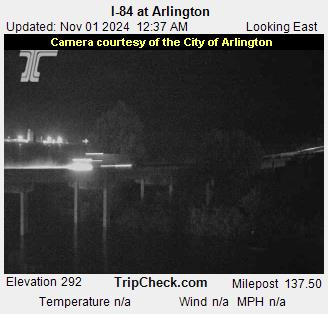 I-84 at Arlington
Updated: Nov 01 2024 12:37 AM Looking East
Camera courtesy of the City of Arlington
Elevation 292 TripCheck.com Milepost 137.50
Temperature n/a Wind n/a MPH n/a